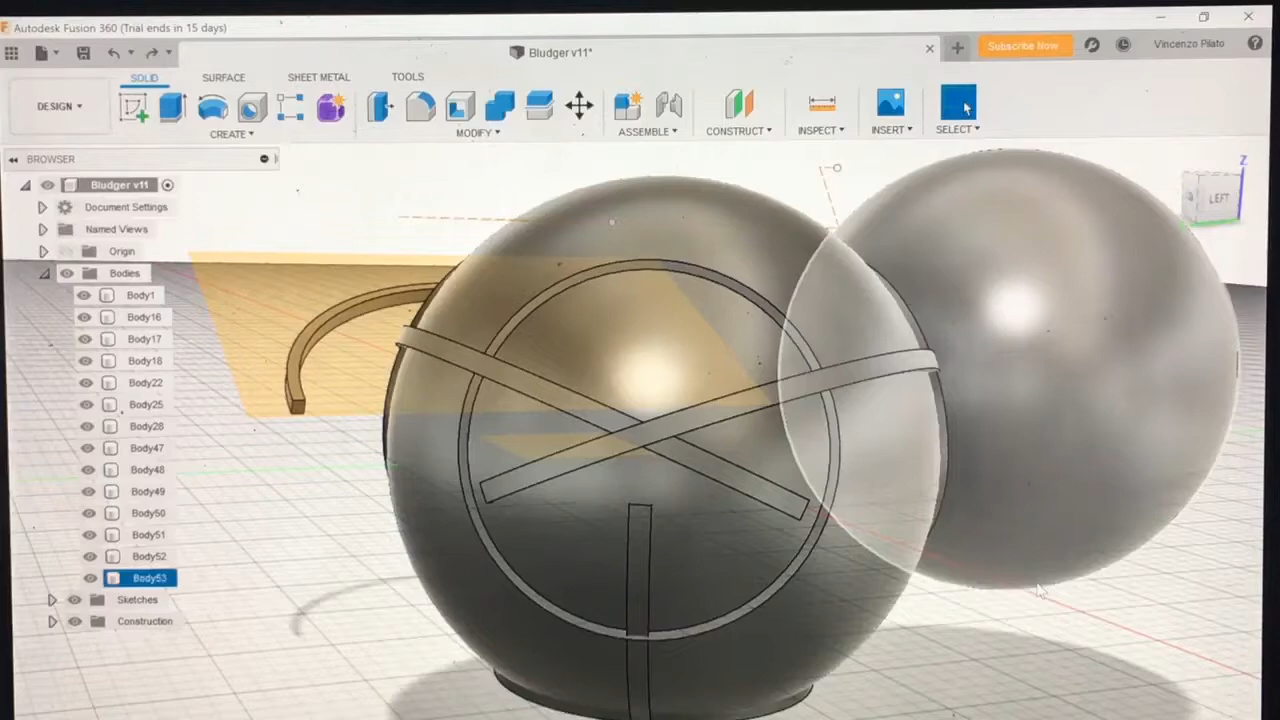 Autodesk Fusion 360 (Trial ends in 15 days)
Bludger v11*
Subscribe Now
Vincenzo Pilato
SOLID SURFACE SHEET METAL TOOLS
DESIGN
CREATE MODIFY ASSEMBLE CONSTRUCT INSPECT INSERT SELECT
BROWSER
Bludger v11
Document Settings
Named Views
Origin
Bodies
Body1
Body16
Body17
Body18
Body22
Body25
Body28
Body47
Body48
Body49
Body50
Body51
Body52
Body53
Sketches
Construction
Z
LEFT